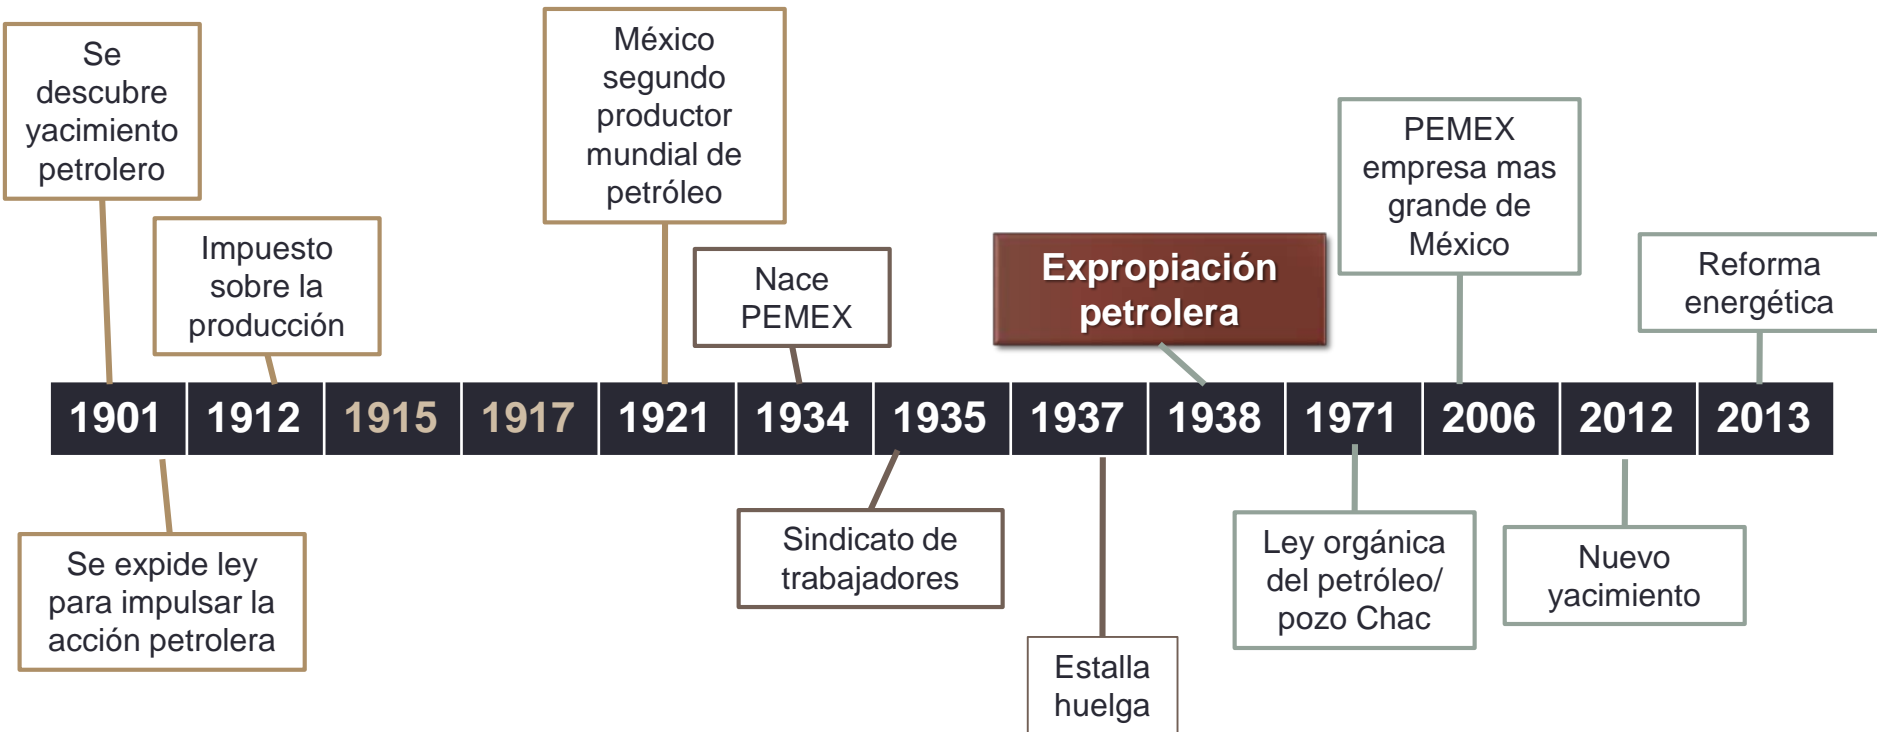 Se
descubre
yacimiento
petrolero
Impuesto
sobre la
producción
México
segundo
productor
mundial de
petróleo
Nace
PEMEX
Expropiación
petrolera
PEMEX
empresa mas
grande de
México
Reforma
energética
1901 1912 1915 1917 1921 1934 1935 1937 1938 1971 2006 2012 2013
Se expide ley
para impulsar la
acción petrolera
Sindicato de
trabajadores
Estalla
huelga
Ley orgánica
del petróleo/
pozo Chac
Nuevo
yacimiento